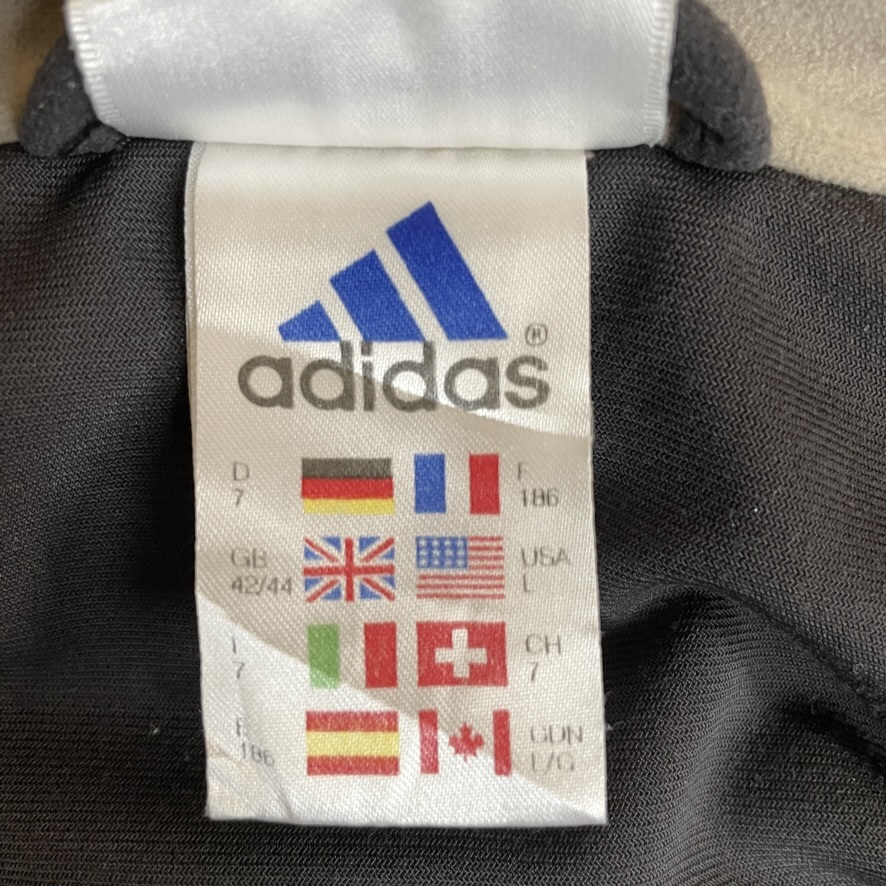 adidas®
D F
7 186
GB USA
42/44 L
I CH
7 7
E CDN
186 L/G